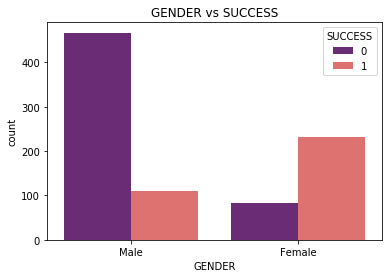 GENDER vs SUCCESS
SUCCESS
0
1
400
300
200
100
0
count
Male Female
GENDER